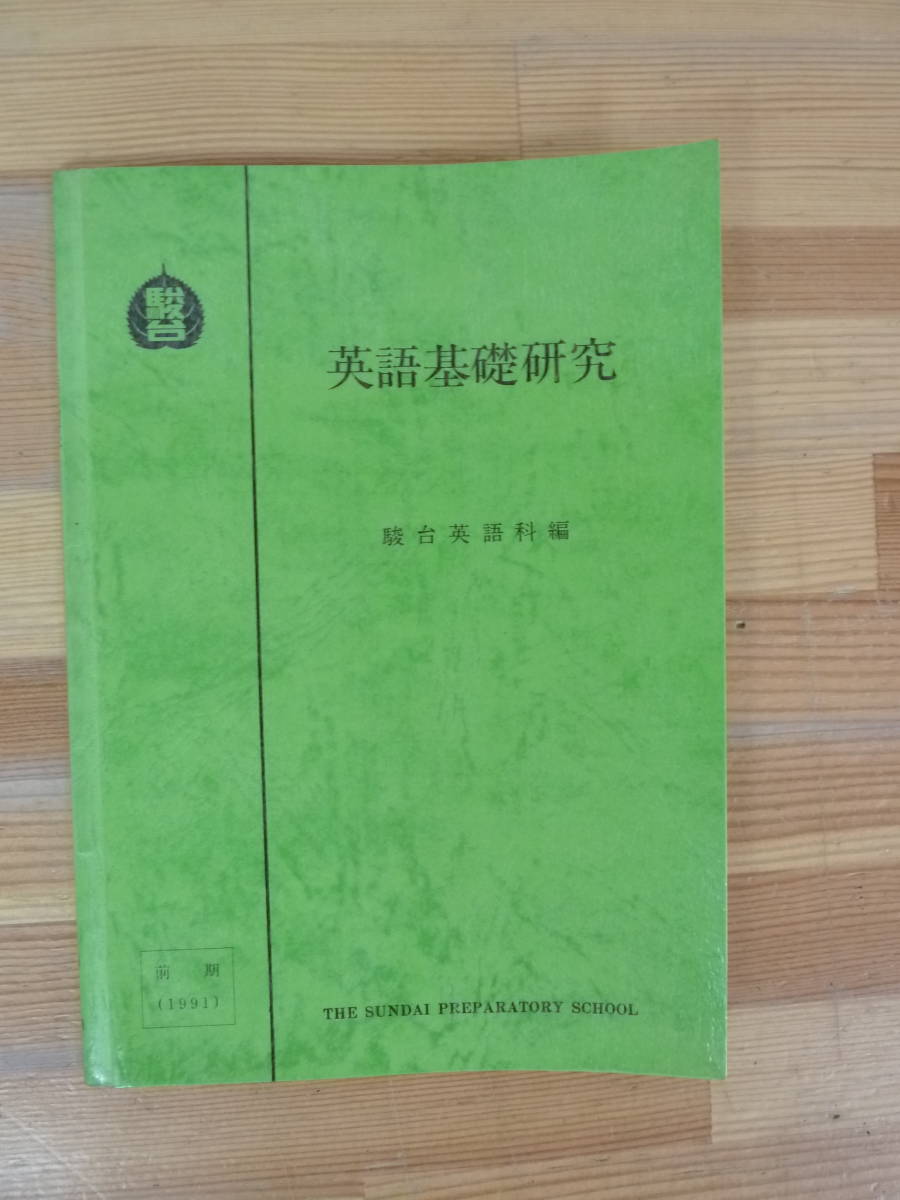 駿台
英語基礎研究
駿台英語科編
前期
(1991)
THE SUNDAI PREPARATORY SCHOOL